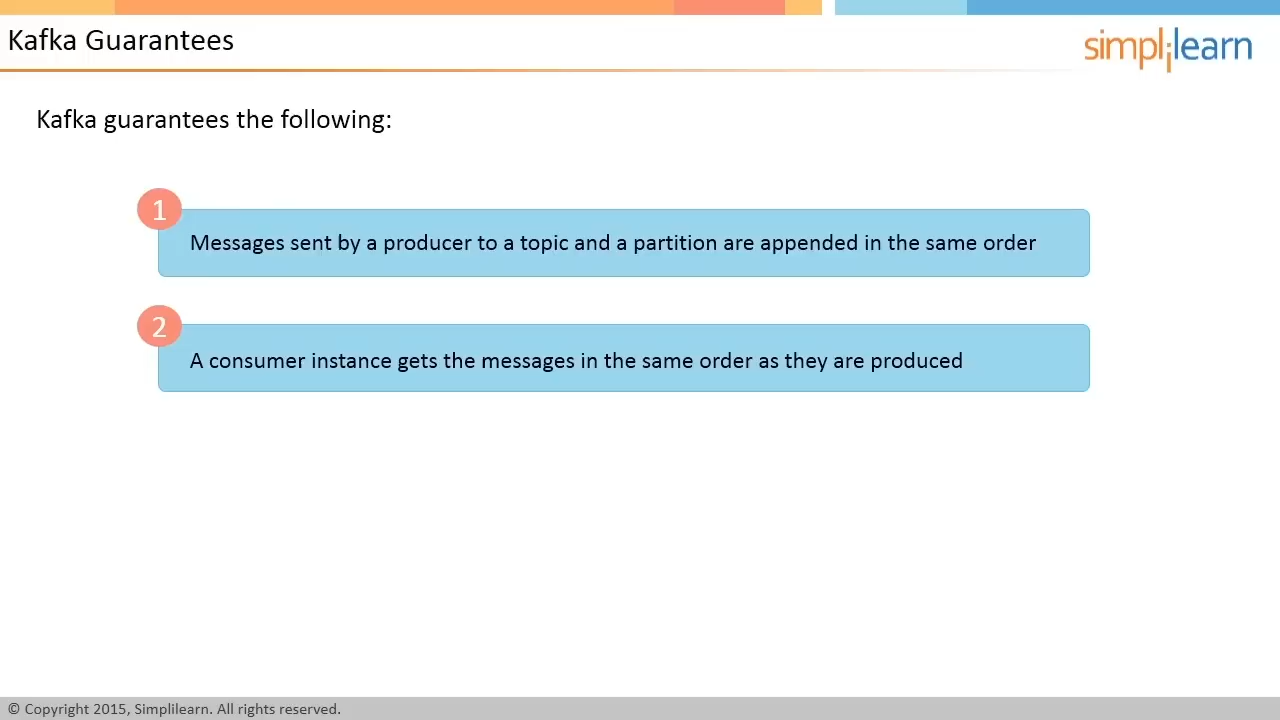 Kafka Guarantees
simplilearn
Kafka guarantees the following:
1
Messages sent by a producer to a topic and a partition are appended in the same order
2
A consumer instance gets the messages in the same order as they are produced
© Copyright 2015, Simplilearn. All rights reserved.